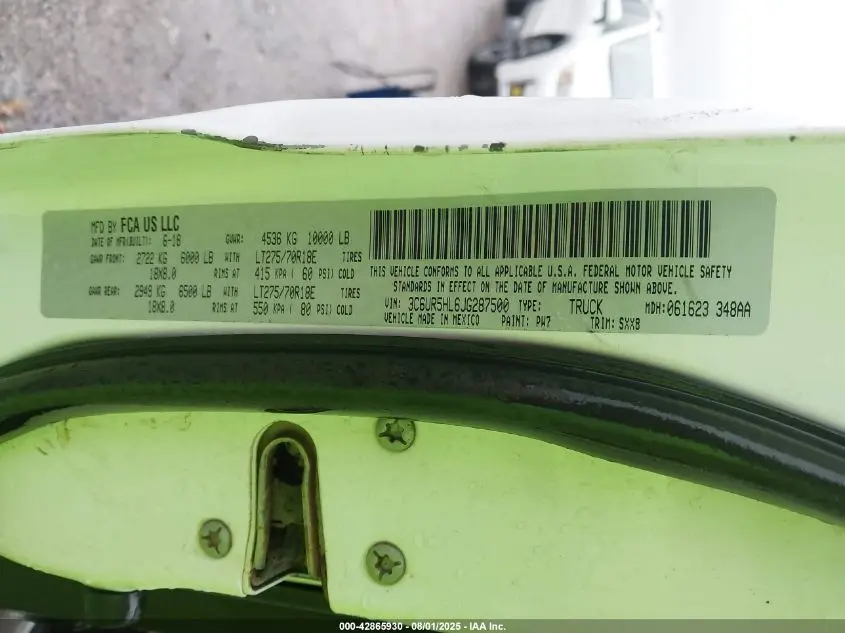 MFD BY FCA US LLC
DATE OF MFR(BUILT): 6-18 GVWR: 4536 KG 10000 LB
GAWR FRONT: 2722 KG 6000 LB WITH LT275/70R18E TIRES
18X8.0 RIMS AT 415 KPA ( 60 PSI) COLD
GAWR REAR: 2948 KG 6500 LB WITH LT275/70R18E TIRES
18X8.0 RIMS AT 550 KPA ( 80 PSI) COLD
THIS VEHICLE CONFORMS TO ALL APPLICABLE U.S.A. FEDERAL MOTOR VEHICLE SAFETY
STANDARDS IN EFFECT ON THE DATE OF MANUFACTURE SHOWN ABOVE.
VIN: 3C6UR5HL6JG287500 TYPE: TRUCK MDH:061623 348AA
VEHICLE MADE IN MEXICO PAINT: PW7 TRIM: SXX8
000-42865930 - 08/01/2025 - IAA Inc.